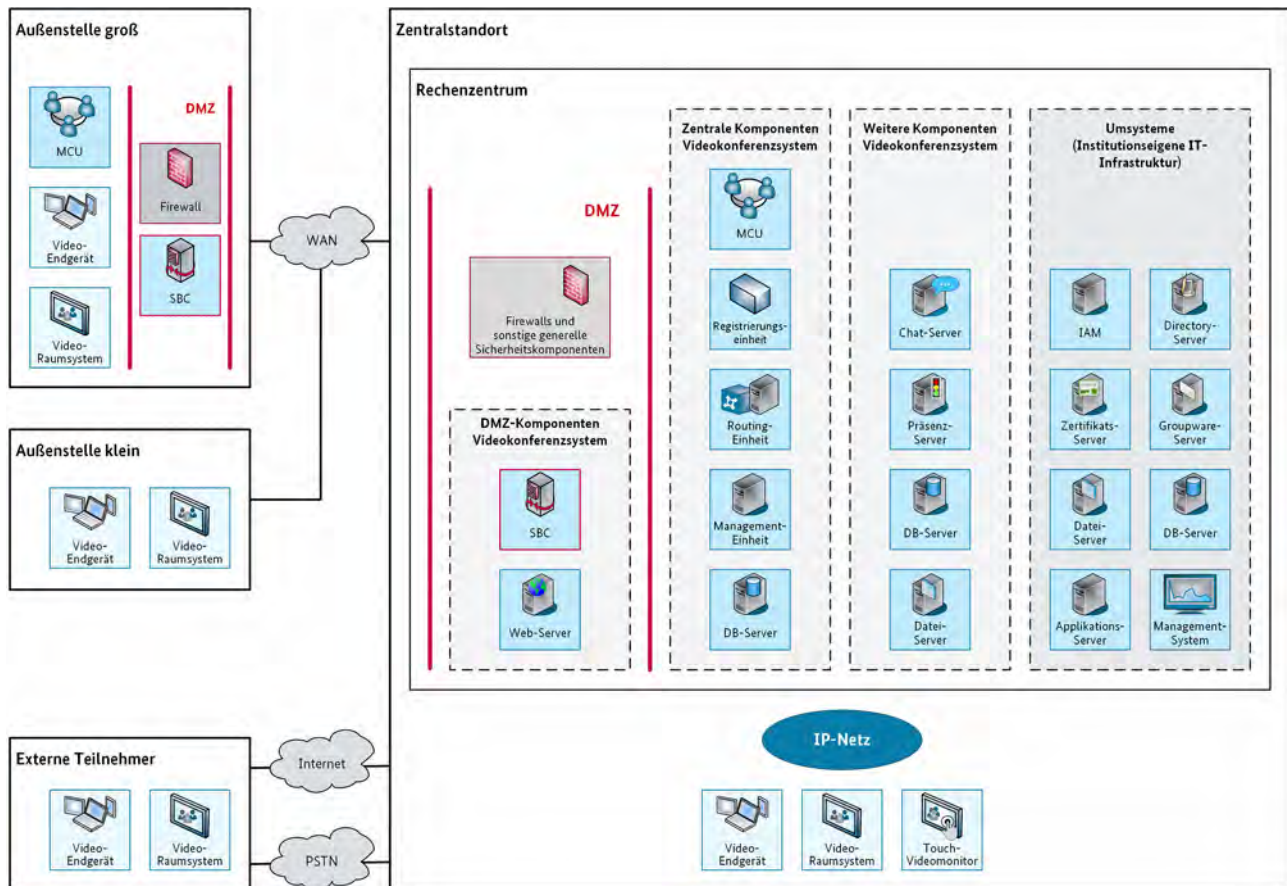 Außenstelle groß
MCU
Video-
Endgerät
Video-
Raumsystem
DMZ
Firewall
SBC
Außenstelle klein
Video-
Endgerät
Video-
Raumsystem
Externe Teilnehmer
Video-
Endgerät
Video-
Raumsystem
WAN
Internet
PSTN
Zentralstandort
Rechenzentrum
DMZ
Firewalls und
sonstige generelle
Sicherheitskomponenten
DMZ-Komponenten
Videokonferenzsystem
SBC
Web-Server
Zentrale Komponenten
Videokonferenzsystem
MCU
Registrierungs-
einheit
Routing-
Einheit
Management-
Einheit
DB-Server
Weitere Komponenten
Videokonferenzsystem
Chat-Server
Präsenz-
Server
DB-Server
Datei-
Server
Umsysteme
(Institutionseigene IT-
Infrastruktur)
IAM
Directory-
Server
Zertifikats-
Server
Groupware-
Server
Datei-
Server
DB-Server
Applikations-
Server
Management-
System
IP-Netz
Video-
Endgerät
Video-
Raumsystem
Touch-
Videomonitor